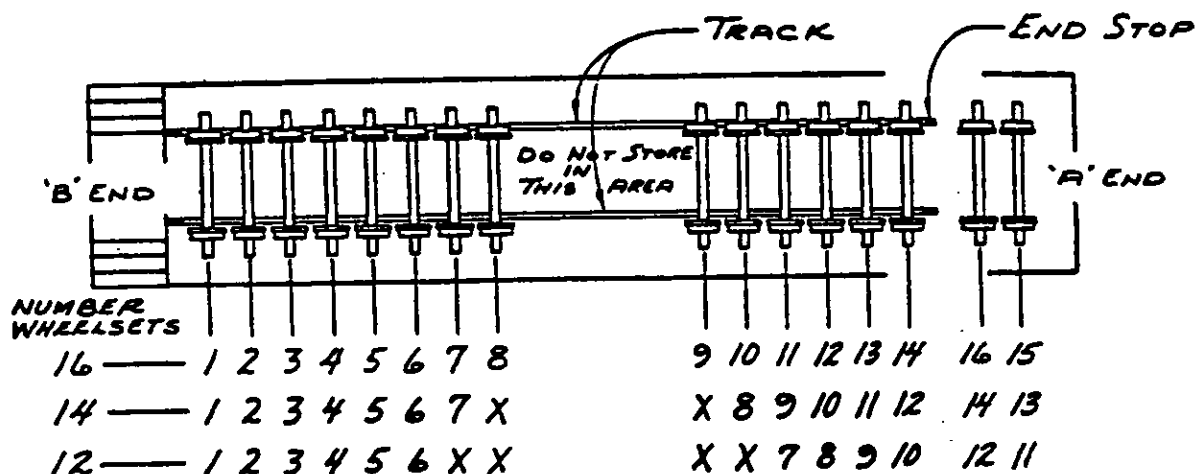 TRACK
END STOP
'B' END
DO NOT STORE
IN
THIS AREA
'A' END
NUMBER
WHEELSETS
16 — 1 2 3 4 5 6 7 8 9 10 11 12 13 14 16 15
14 — 1 2 3 4 5 6 7 X X 8 9 10 11 12 14 13
12 — 1 2 3 4 5 6 X X X X 7 8 9 10 12 11